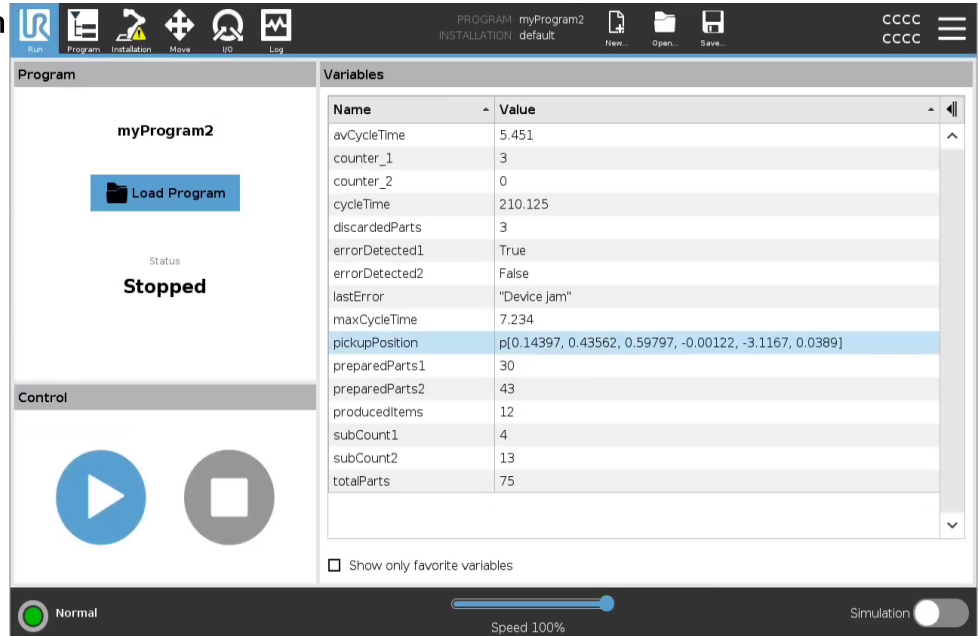 n
UR
Run
Program
Installation
Move
I/O
Log
PROGRAM myProgram2
INSTALLATION default
New...
Open...
Save...
CCCC
CCCC
Program
myProgram2
Load Program
Status
Stopped
Control
Variables
Name Value
avCycleTime 5.451
counter_1 3
counter_2 0
cycleTime 210.125
discardedParts 3
errorDetected1 True
errorDetected2 False
lastError "Device jam"
maxCycleTime 7.234
pickupPosition p[0.14397, 0.43562, 0.59797, -0.00122, -3.1167, 0.0389]
preparedParts1 30
preparedParts2 43
producedItems 12
subCount1 4
subCount2 13
totalParts 75
Show only favorite variables
Normal
Speed 100%
Simulation